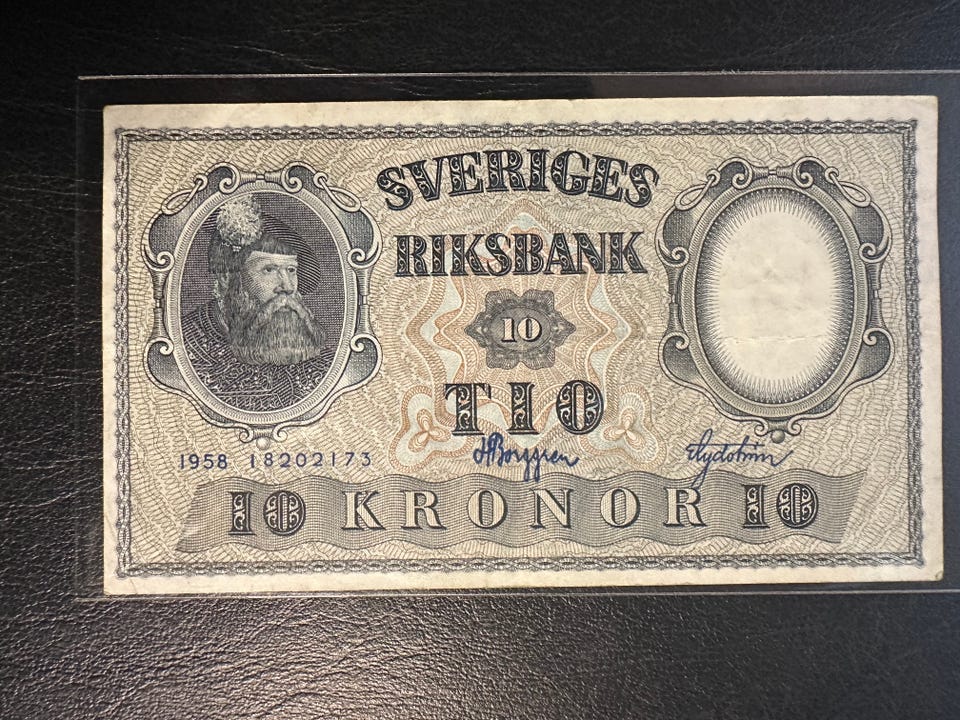 SVERIGES
RIKSBANK
10
TIO
1958 18202173
10 KRONOR 10